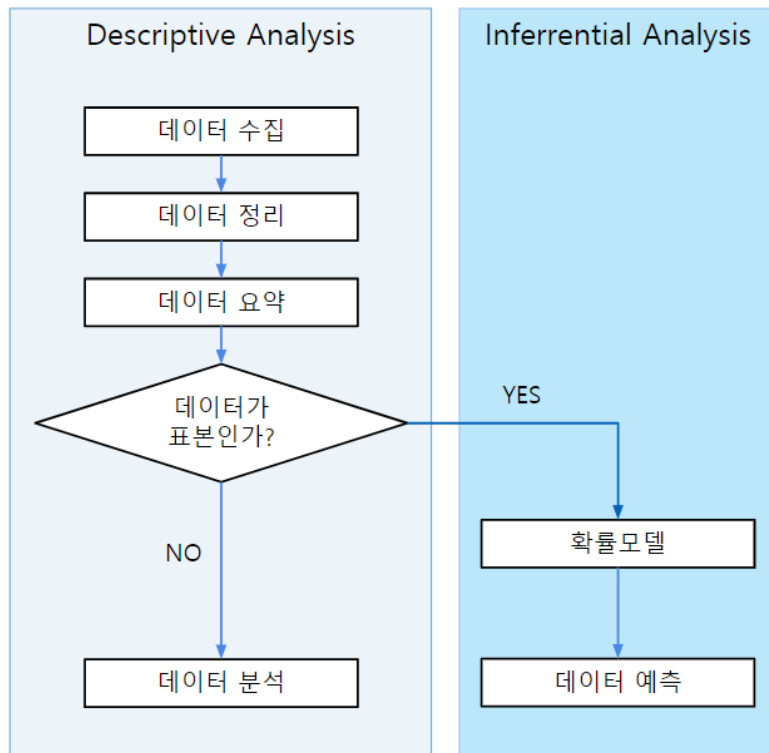 Descriptive Analysis
Inferrential Analysis
데이터 수집
데이터 정리
데이터 요약
데이터가
표본인가?
YES
NO
확률모델
데이터 분석
데이터 예측